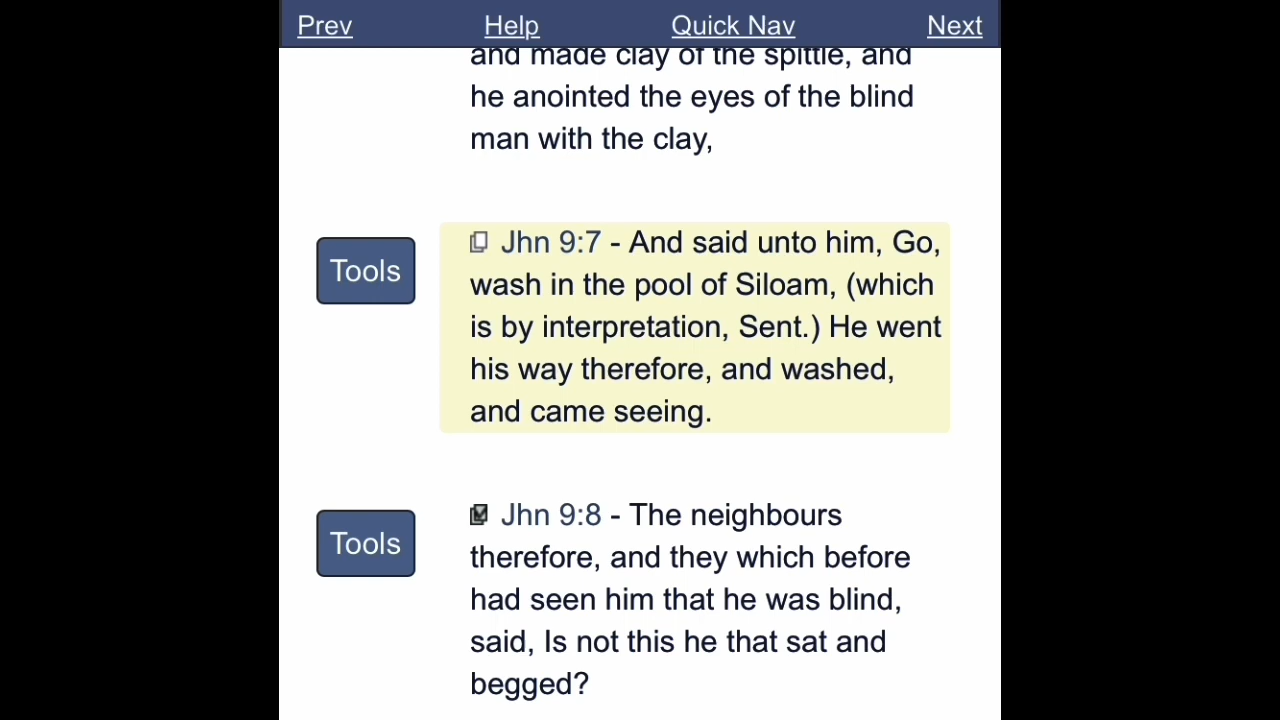 Prev Help Quick Nav Next
and made clay of the spittle, and
he anointed the eyes of the blind
man with the clay,
Tools
Jhn 9:7 - And said unto him, Go,
wash in the pool of Siloam, (which
is by interpretation, Sent.) He went
his way therefore, and washed,
and came seeing.
Tools
Jhn 9:8 - The neighbours
therefore, and they which before
had seen him that he was blind,
said, Is not this he that sat and
begged?